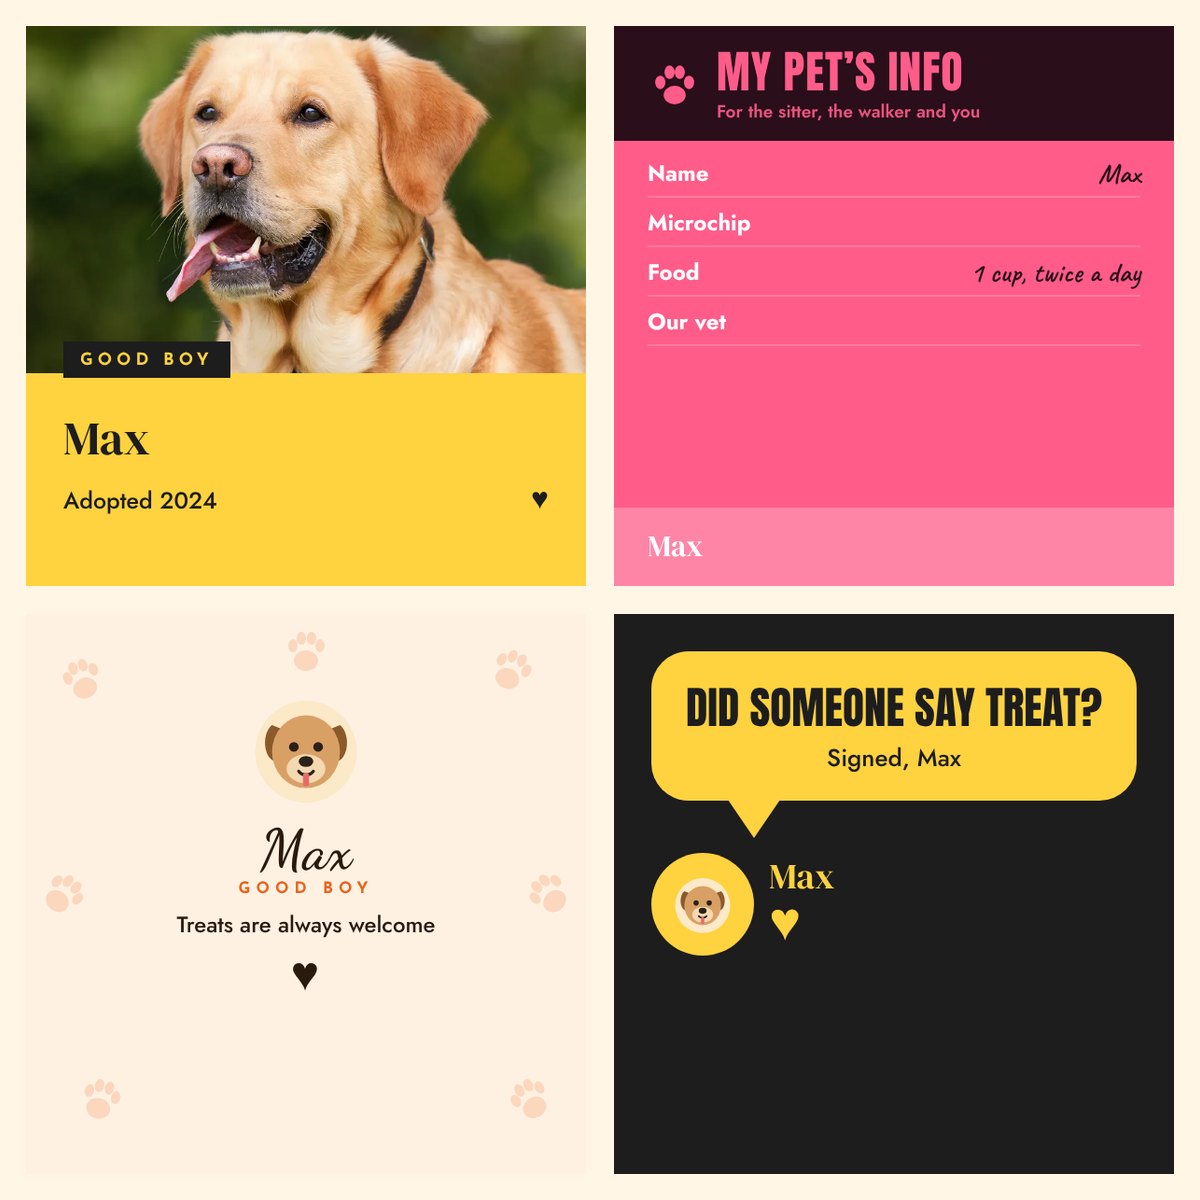 GOOD BOY
Max
Adopted 2024 ♥
MY PET’S INFO
For the sitter, the walker and you
Name Max
Microchip
Food 1 cup, twice a day
Our vet
Max
Max
GOOD BOY
Treats are always welcome
♥
DID SOMEONE SAY TREAT?
Signed, Max
Max
♥